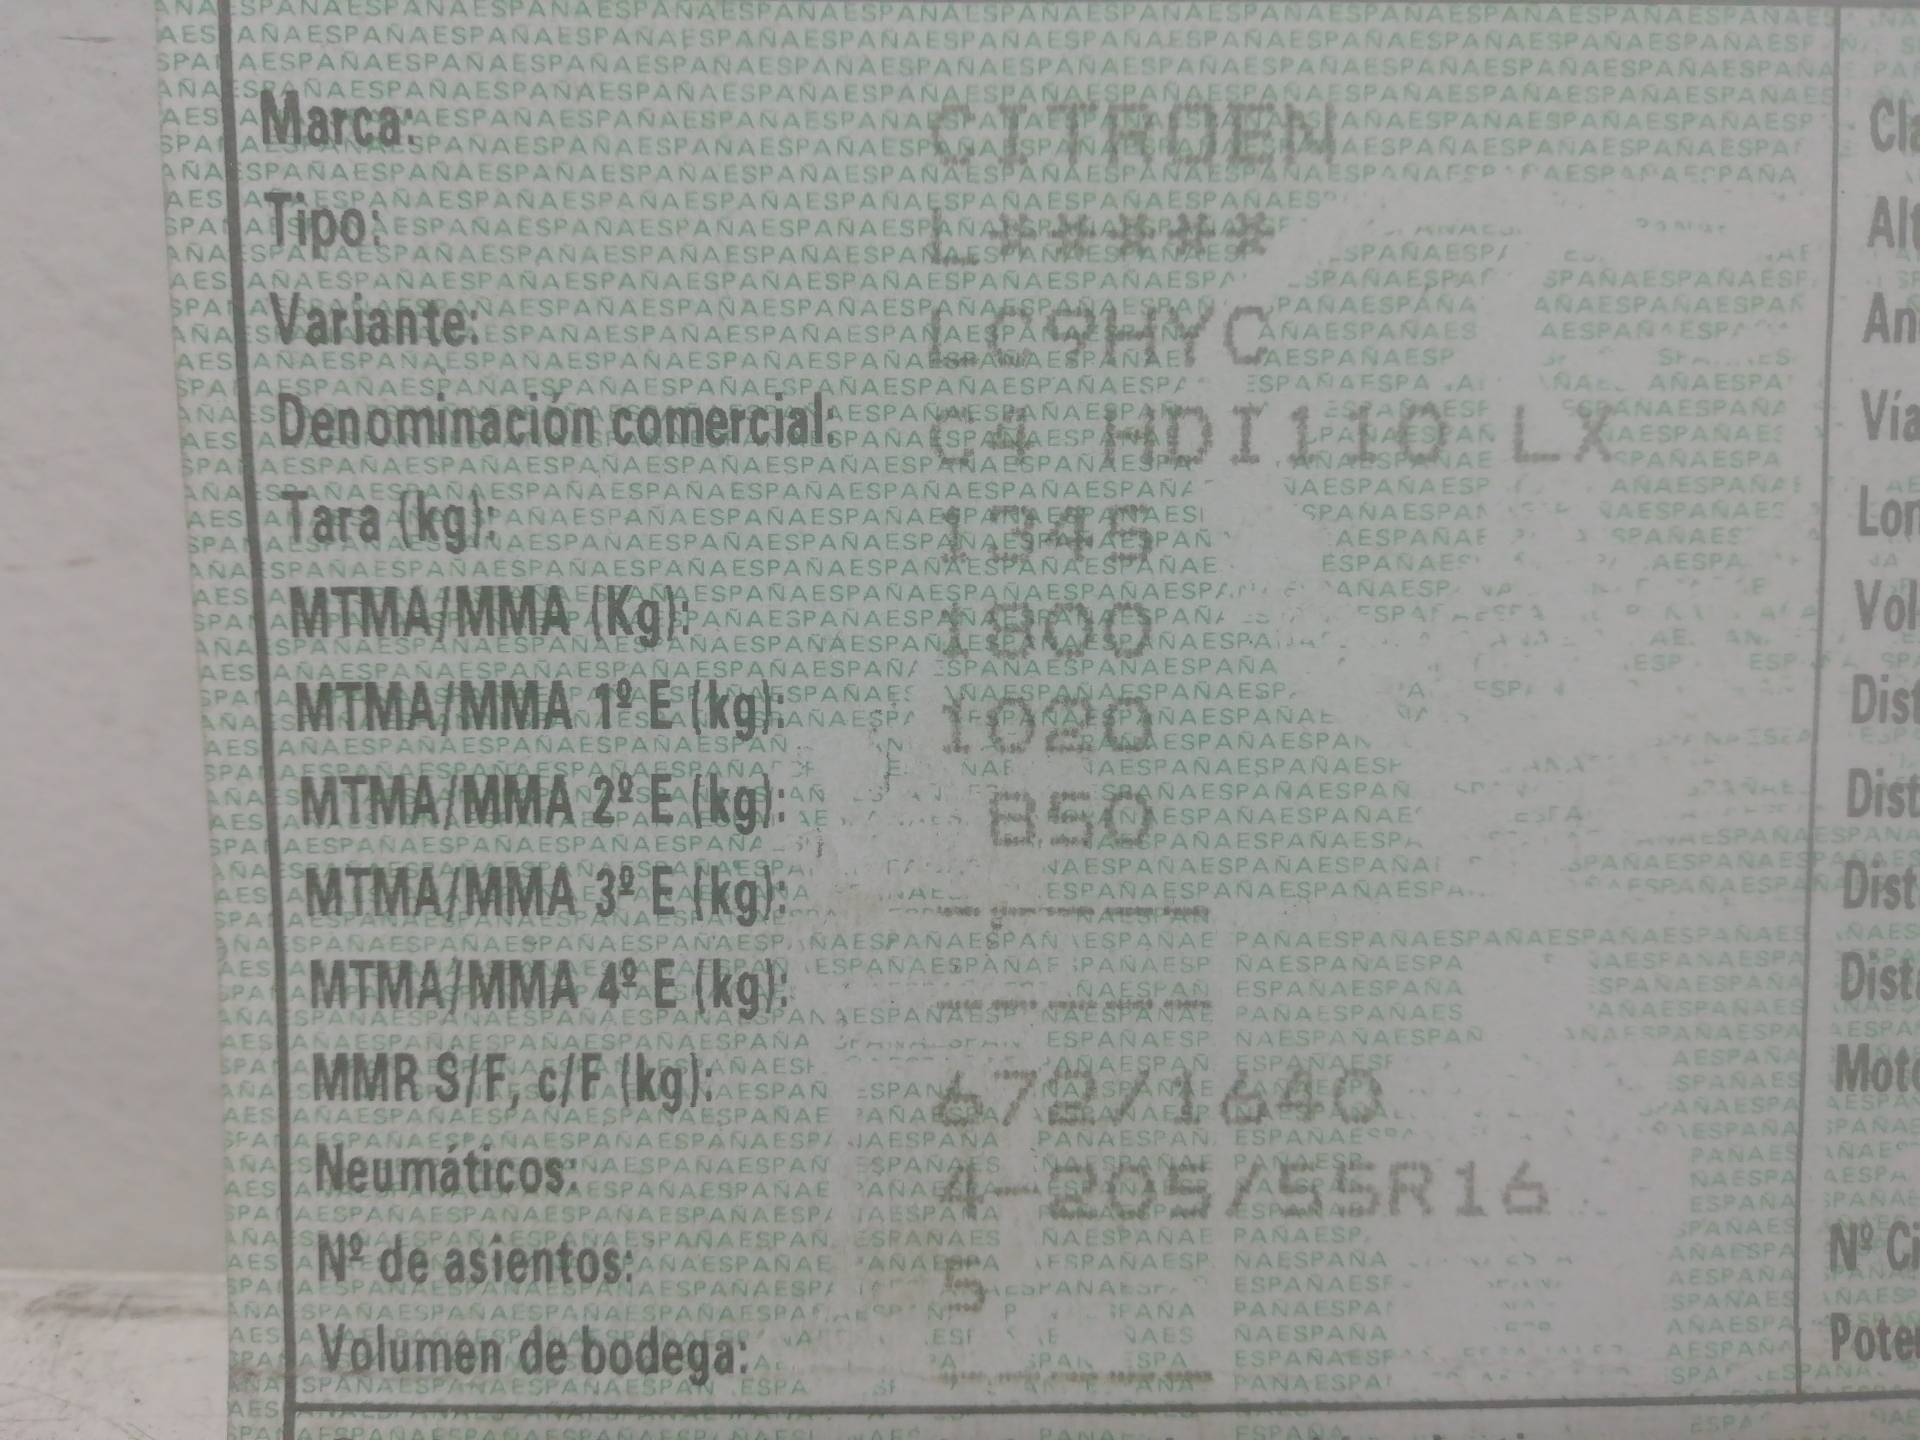 Marca: CITROEN
Tipo: L*****
Variante: LC9HYC
Denominación comercial: C4 HDI110 LX
Tara (kg): 1345
MTMA/MMA (Kg): 1800
MTMA/MMA 1º E (kg): 1020
MTMA/MMA 2º E (kg): 850
MTMA/MMA 3º E (kg): -----
MTMA/MMA 4º E (kg): -----
MMR S/F, c/F (kg): 672/1640
Neumáticos: 4-205/55R16
Nº de asientos: 5
Volumen de bodega: -----